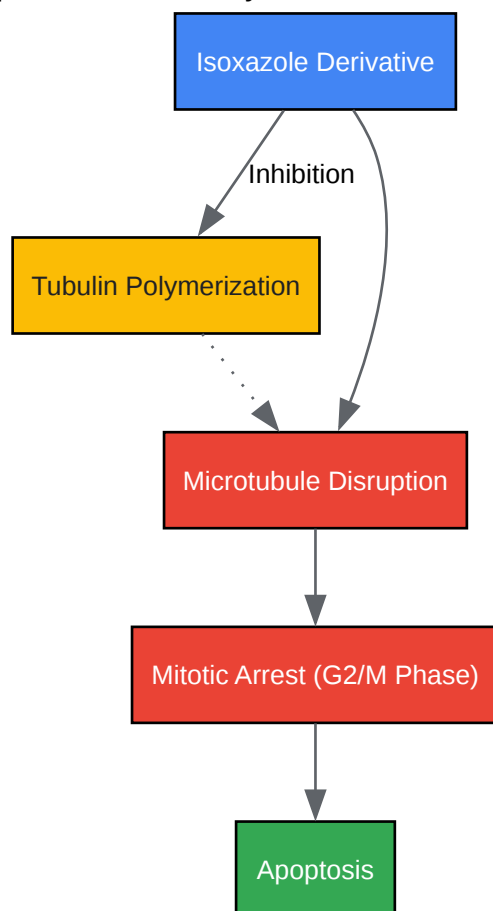 Isoxazole Derivative
Inhibition
Tubulin Polymerization
Microtubule Disruption
Mitotic Arrest (G2/M Phase)
Apoptosis